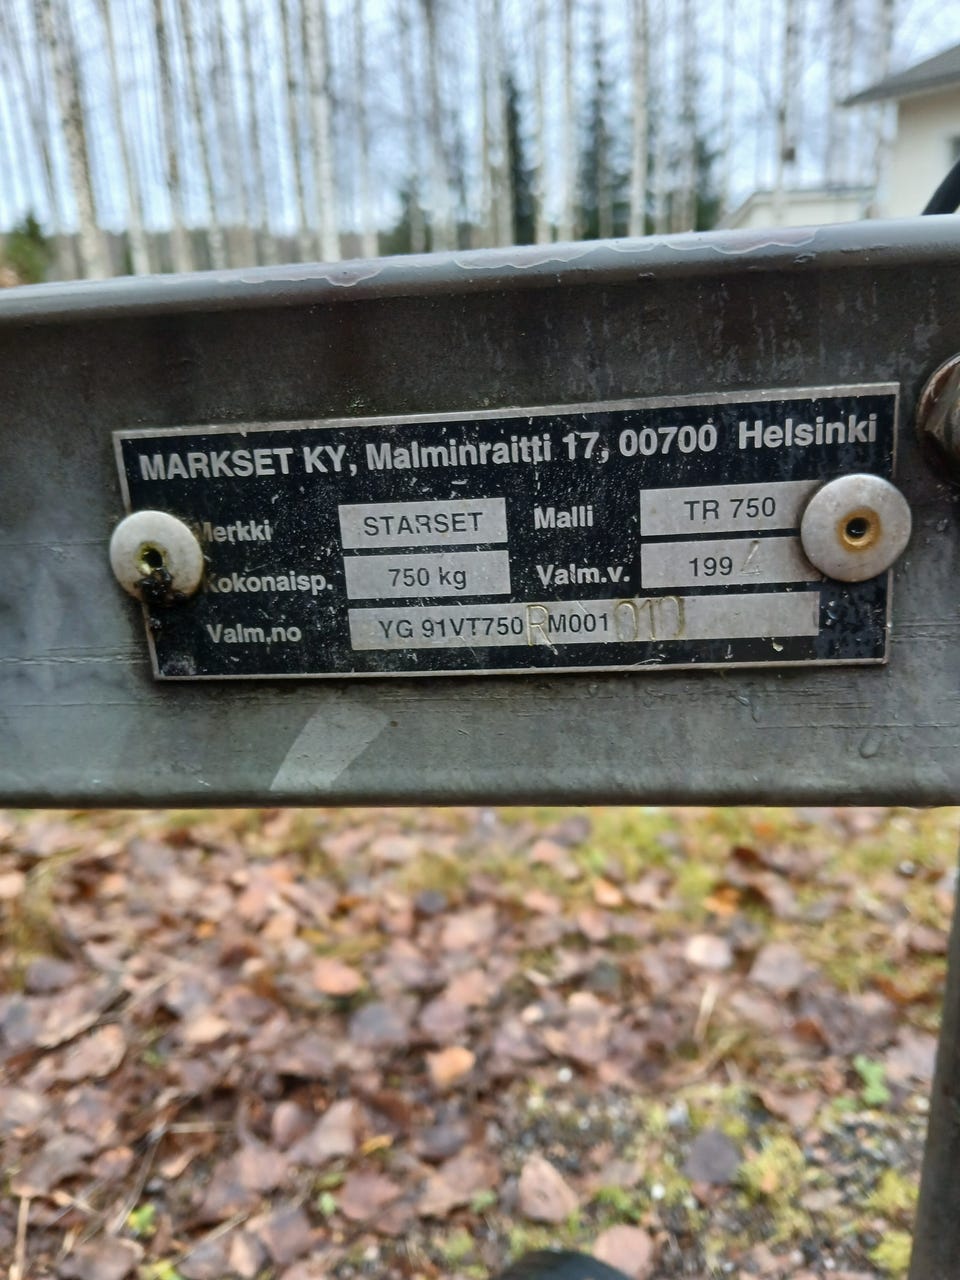 MARKSET KY, Malminraitti 17, 00700 Helsinki
Merkki STARSET Malli TR 750
Kokonaisp. 750 kg Valm.v. 1994
Valm.no YG 91VT750RM001010